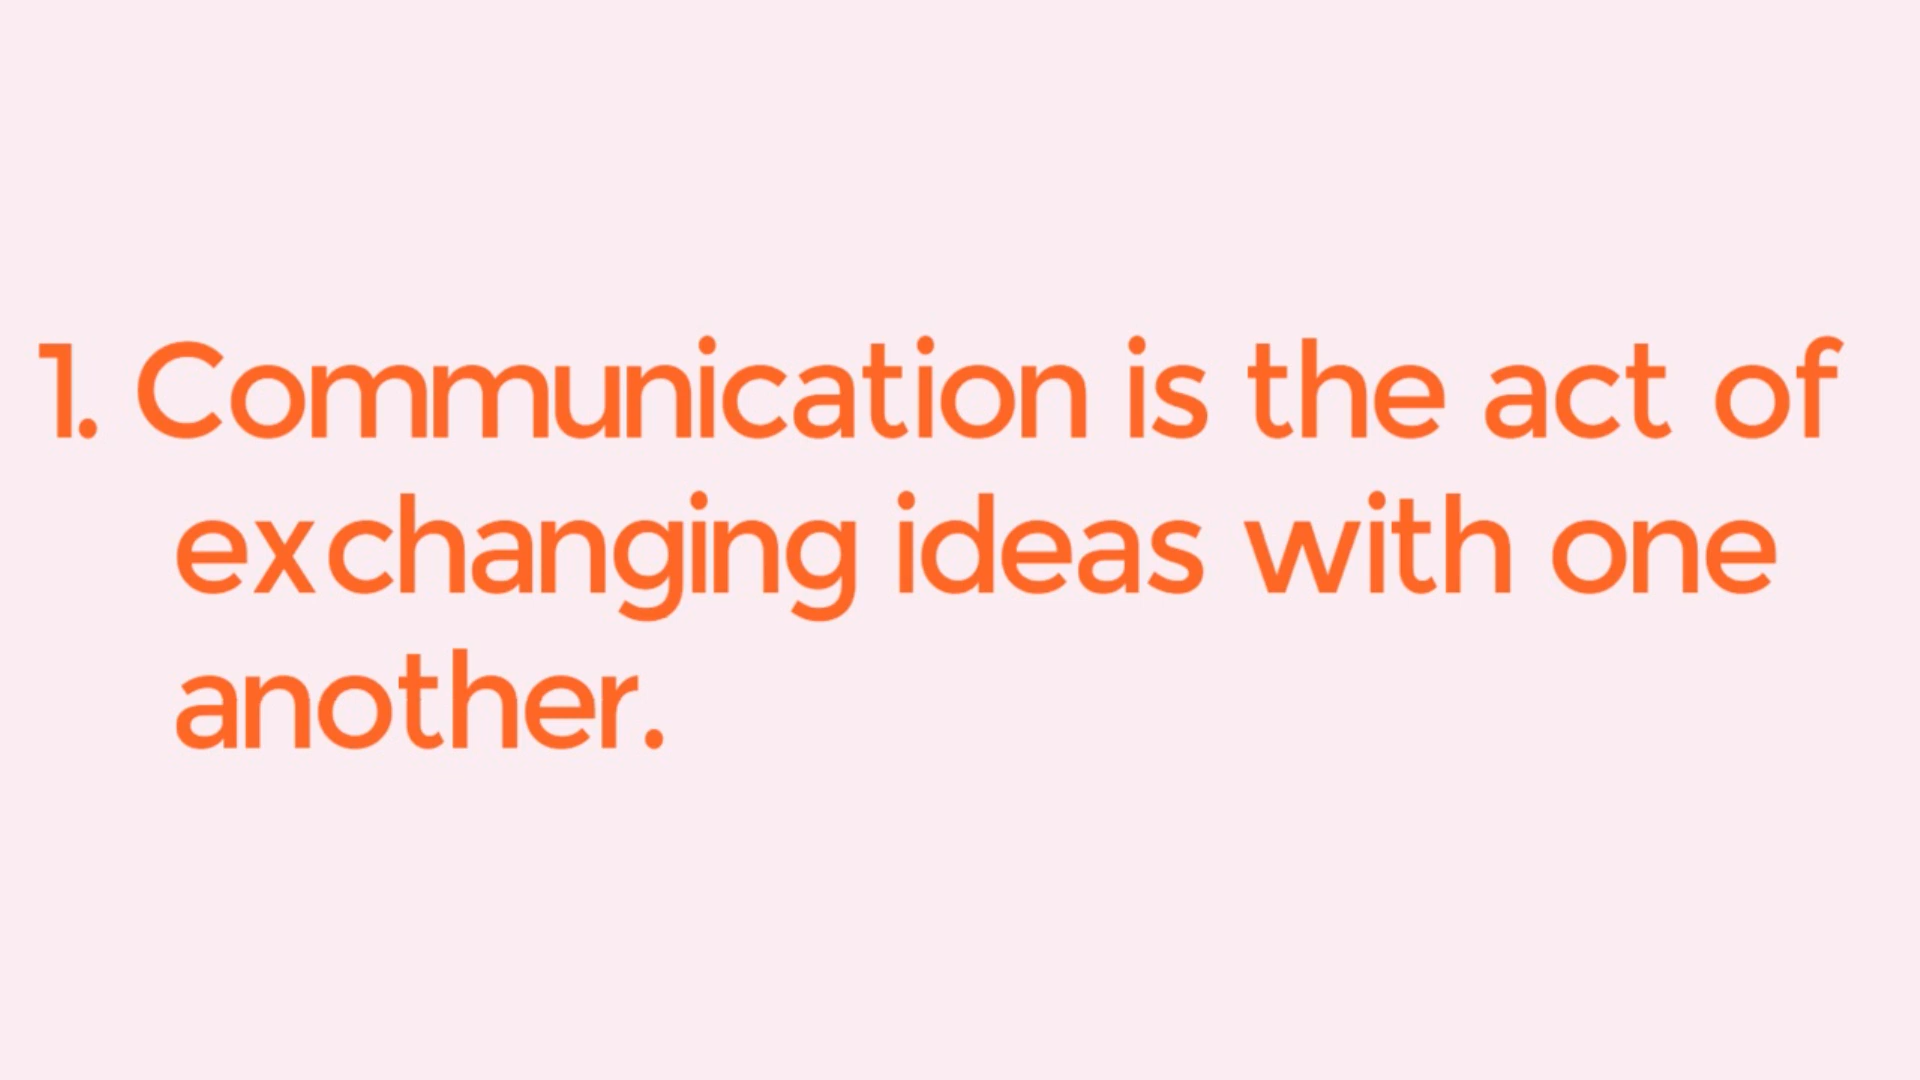 1. Communication is the act of
exchanging ideas with one
another.